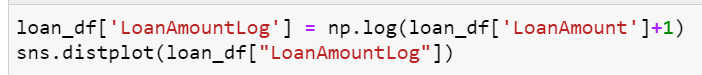 loan_df['LoanAmountLog'] = np.log(loan_df['LoanAmount']+1)
sns.distplot(loan_df["LoanAmountLog"])